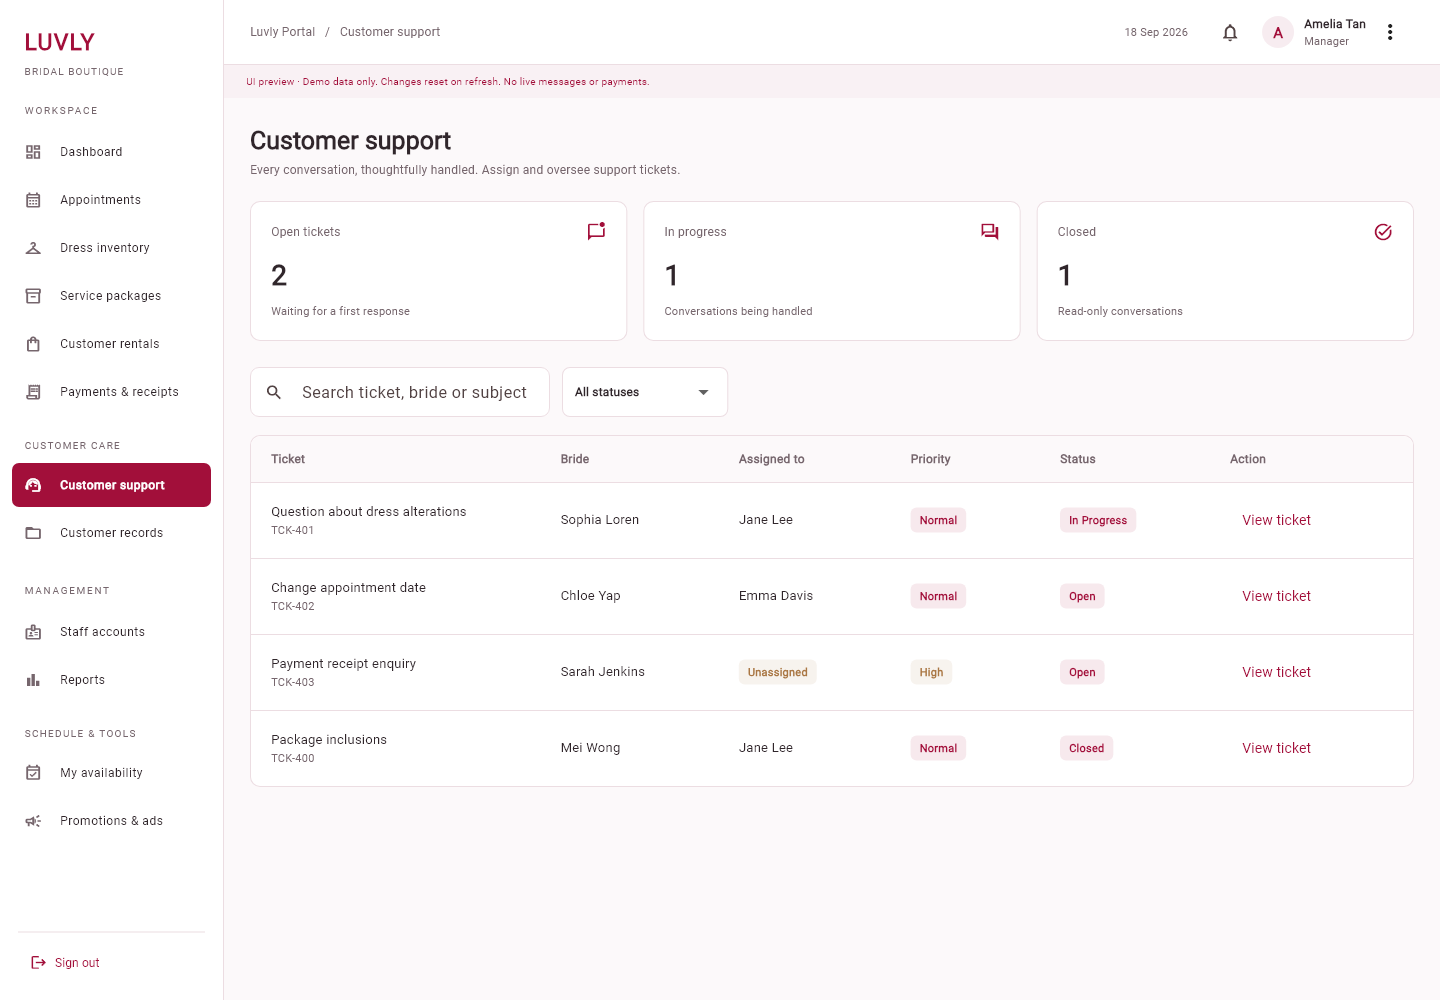 LUVLY
BRIDAL BOUTIQUE
WORKSPACE
Dashboard
Appointments
Dress inventory
Service packages
Customer rentals
Payments & receipts
CUSTOMER CARE
Customer support
Customer records
MANAGEMENT
Staff accounts
Reports
SCHEDULE & TOOLS
My availability
Promotions & ads
Sign out
Luvly Portal / Customer support
18 Sep 2026
A
Amelia Tan
Manager
UI preview · Demo data only. Changes reset on refresh. No live messages or payments.
Customer support
Every conversation, thoughtfully handled. Assign and oversee support tickets.
Open tickets
2
Waiting for a first response
In progress
1
Conversations being handled
Closed
1
Read-only conversations
Search ticket, bride or subject
All statuses
Ticket Bride Assigned to Priority Status Action
Question about dress alterations
TCK-401
Sophia Loren Jane Lee Normal In Progress View ticket
Change appointment date
TCK-402
Chloe Yap Emma Davis Normal Open View ticket
Payment receipt enquiry
TCK-403
Sarah Jenkins Unassigned High Open View ticket
Package inclusions
TCK-400
Mei Wong Jane Lee Normal Closed View ticket